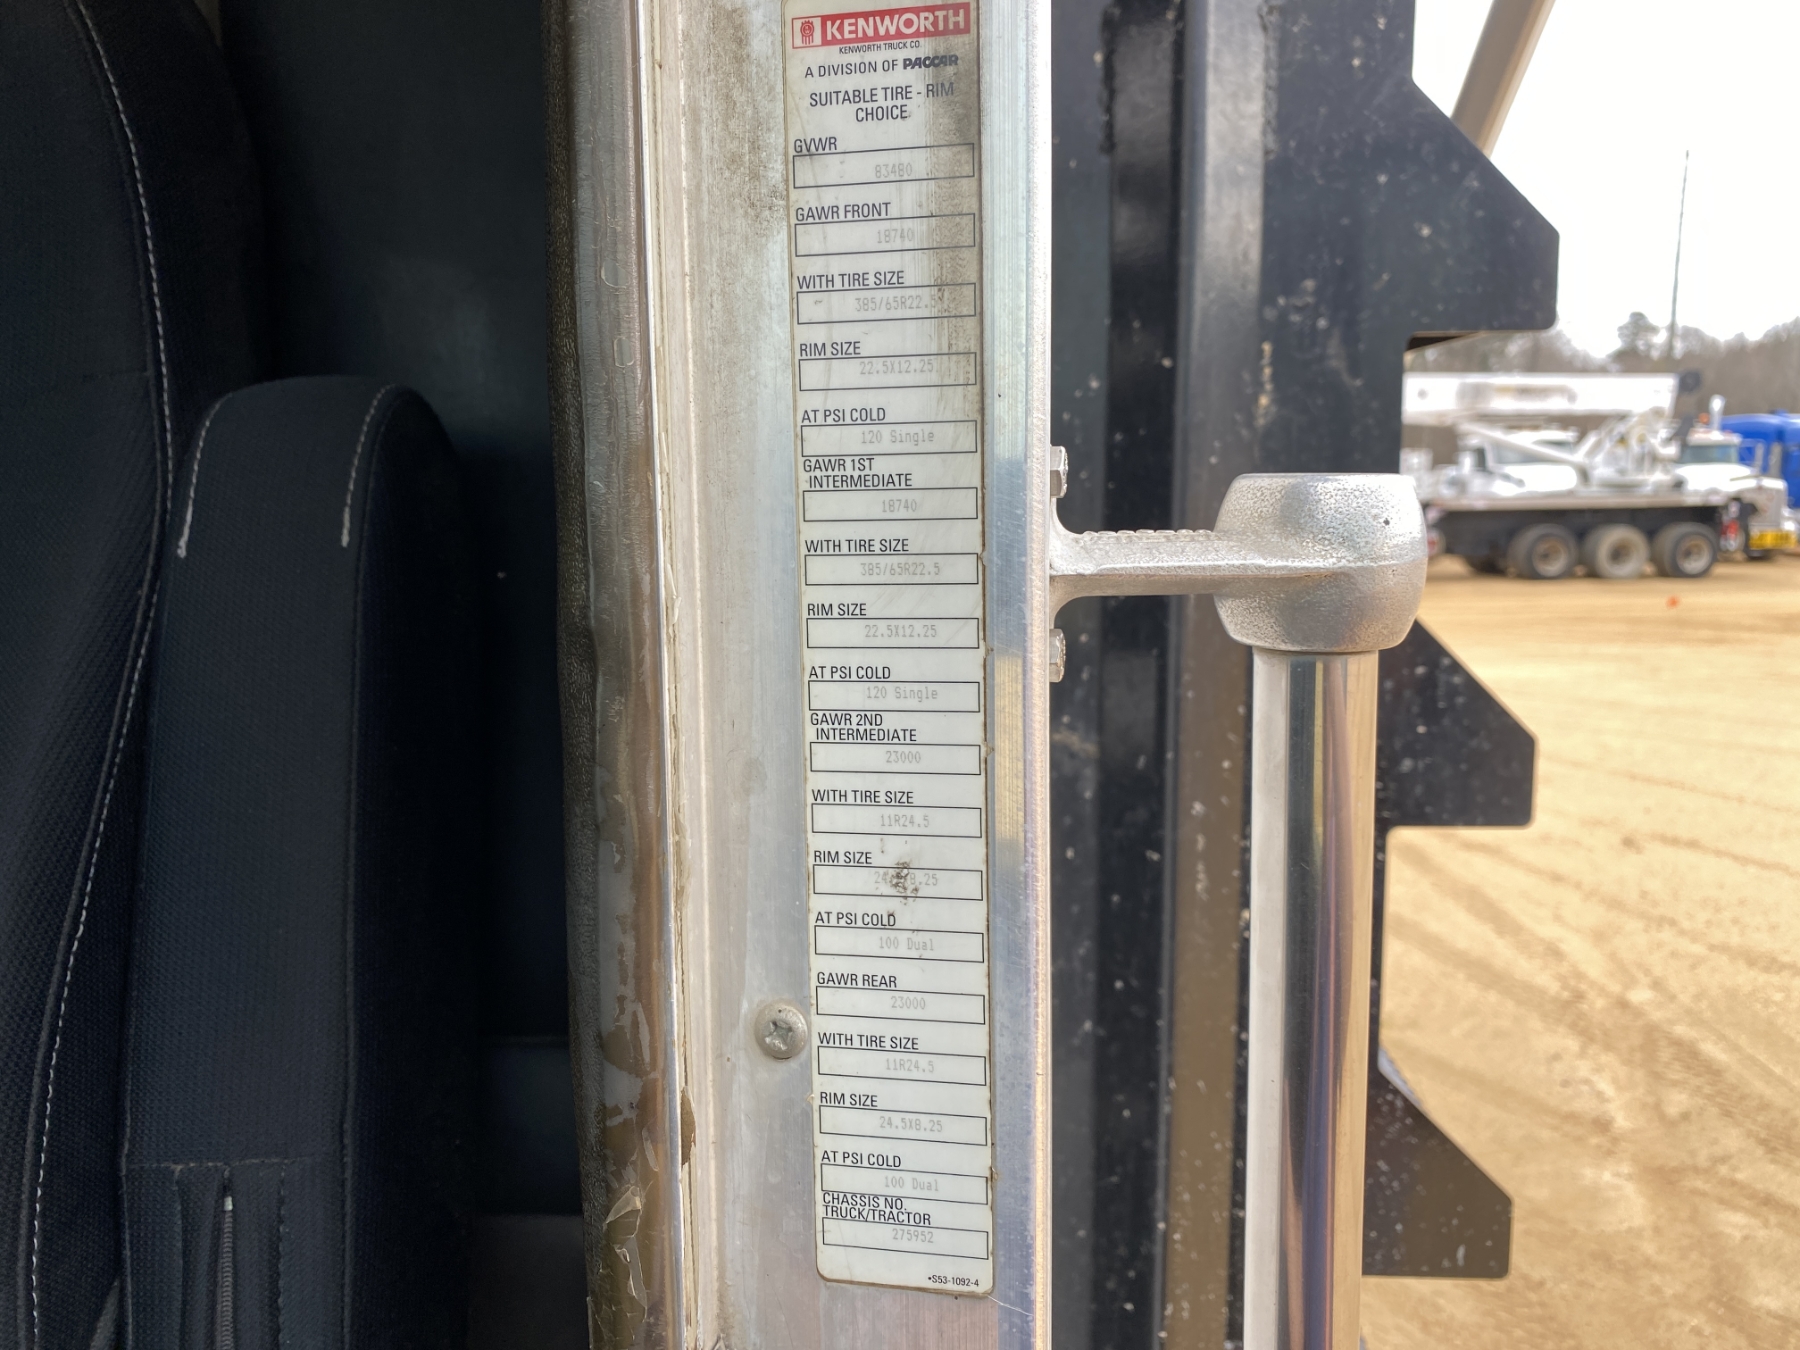 KENWORTH
KENWORTH TRUCK CO.
A DIVISION OF PACCAR
SUITABLE TIRE - RIM
CHOICE
GVWR
83480
GAWR FRONT
18740
WITH TIRE SIZE
385/65R22.5
RIM SIZE
22.5X12.25
AT PSI COLD
120 Single
GAWR 1ST
INTERMEDIATE
18740
WITH TIRE SIZE
385/65R22.5
RIM SIZE
22.5X12.25
AT PSI COLD
120 Single
GAWR 2ND
INTERMEDIATE
23000
WITH TIRE SIZE
11R24.5
RIM SIZE
24.5X8.25
AT PSI COLD
100 Dual
GAWR REAR
23000
WITH TIRE SIZE
11R24.5
RIM SIZE
24.5X8.25
AT PSI COLD
100 Dual
CHASSIS NO.
TRUCK/TRACTOR
275952
•S53-1092-4